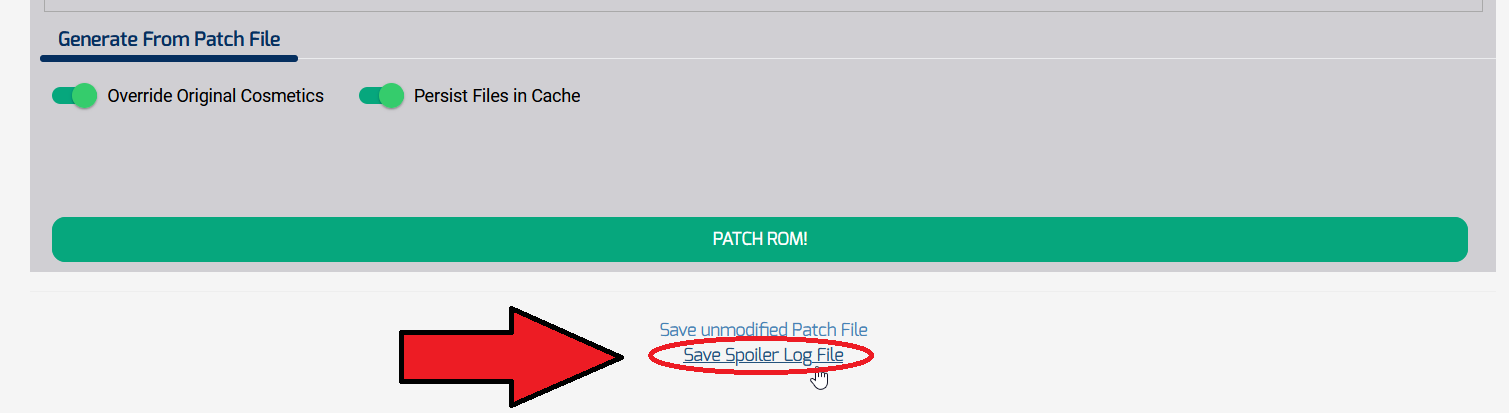 Generate From Patch File
Override Original Cosmetics Persist Files in Cache
PATCH ROM!
Save unmodified Patch File
Save Spoiler Log File